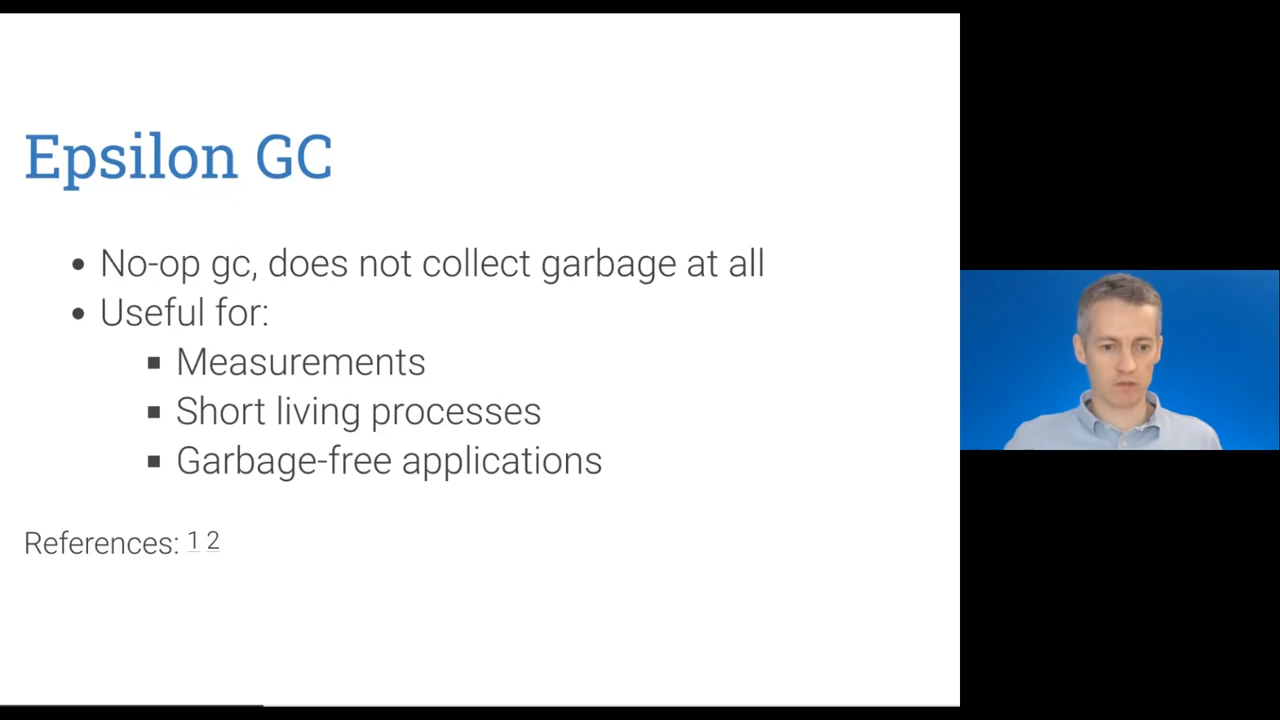 Epsilon GC
No-op gc, does not collect garbage at all
Useful for:
Measurements
Short living processes
Garbage-free applications
References: 1 2